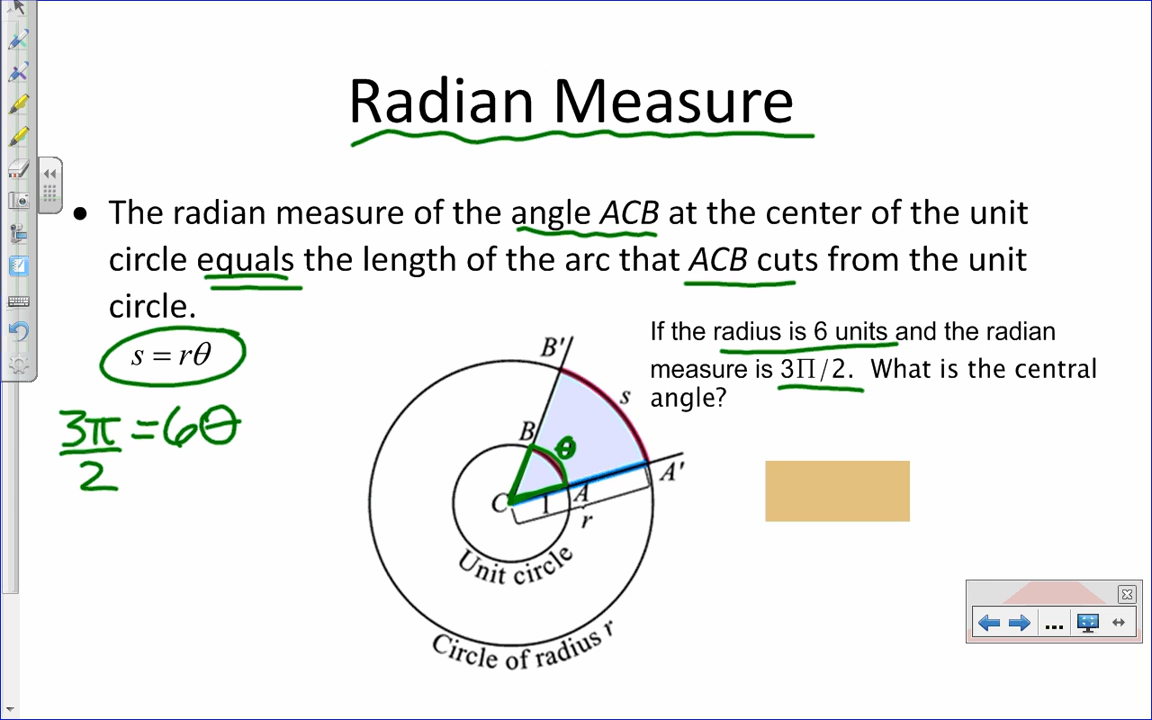 Radian Measure
• The radian measure of the angle ACB at the center of the unit
circle equals the length of the arc that ACB cuts from the unit
circle.
s = rθ
3π/2 = 6θ
If the radius is 6 units and the radian
measure is 3Π/2. What is the central
angle?
B'
s
B
θ
A'
C
1
A
r
Unit circle
Circle of radius r
...